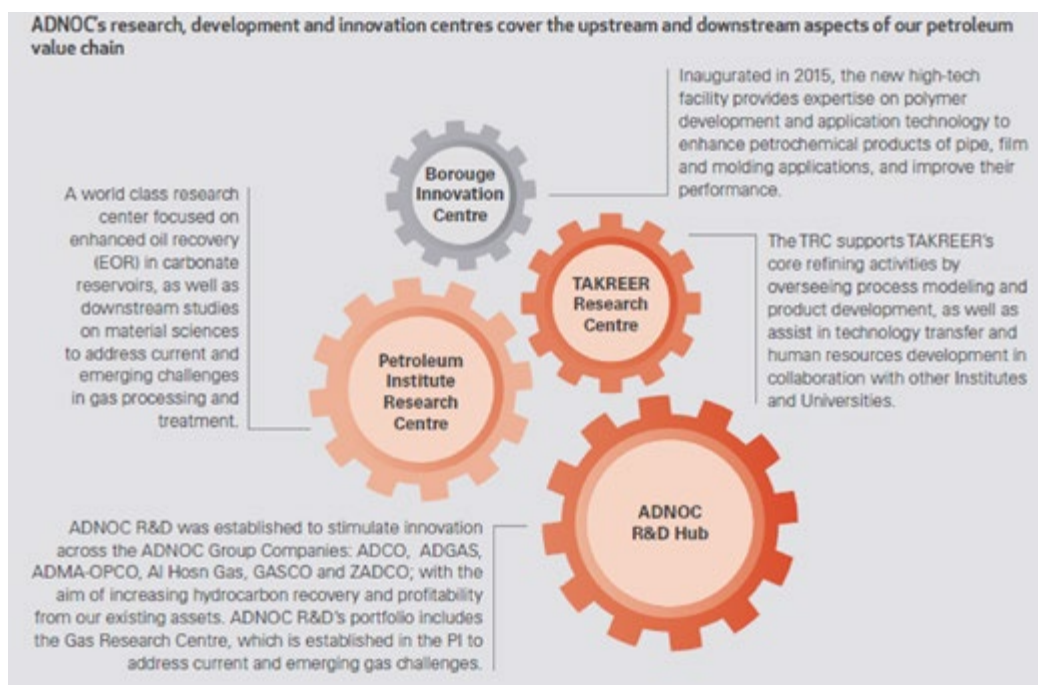 ADNOC's research, development and innovation centres cover the upstream and downstream aspects of our petroleum
value chain
Inaugurated in 2015, the new high-tech
facility provides expertise on polymer
development and application technology to
enhance petrochemical products of pipe, film
and molding applications, and improve their
performance.
Borouge
Innovation
Centre
A world class research
center focused on
enhanced oil recovery
(EOR) in carbonate
reservoirs, as well as
downstream studies
on material sciences
to address current and
emerging challenges
in gas processing and
treatment.
The TRC supports TAKREER's
core refining activities by
overseeing process modeling and
product development, as well as
assist in technology transfer and
human resources development in
collaboration with other Institutes
and Universities.
TAKREER
Research
Centre
Petroleum
Institute
Research
Centre
ADNOC
R&D Hub
ADNOC R&D was established to stimulate innovation
across the ADNOC Group Companies: ADCO, ADGAS,
ADMA-OPCO, Al Hosn Gas, GASCO and ZADCO; with the
aim of increasing hydrocarbon recovery and profitability
from our existing assets. ADNOC R&D's portfolio includes
the Gas Research Centre, which is established in the PI to
address current and emerging gas challenges.